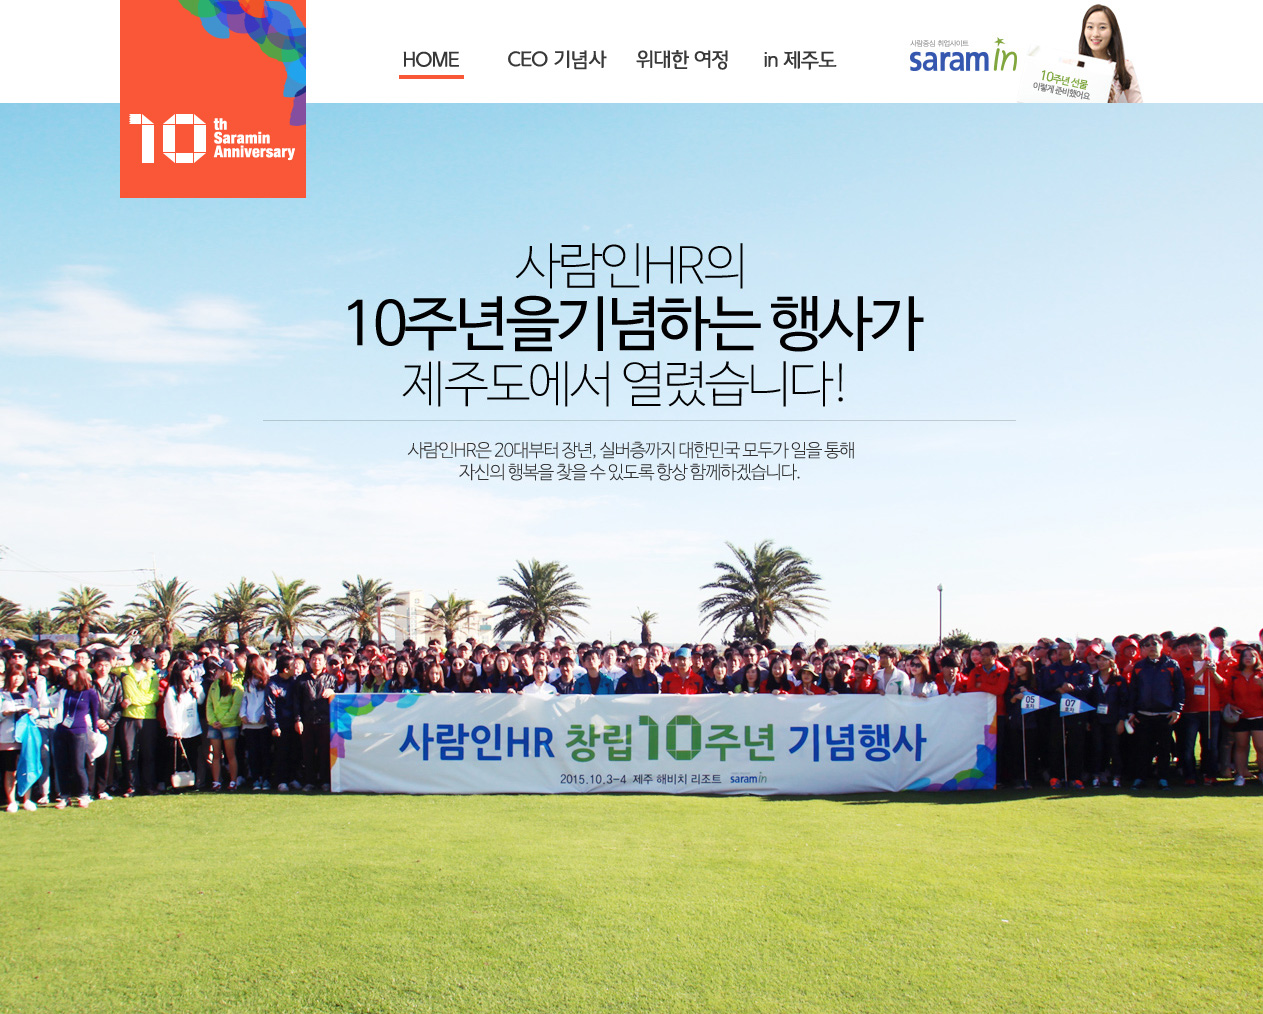 HOME
CEO 기념사
위대한 여정
in 제주도
사람중심 취업사이트
saramin
10주년 선물
이렇게 준비했어요
10th
Saramin
Anniversary
사람인HR의
10주년을기념하는 행사가
제주도에서 열렸습니다!
사람인HR은 20대부터 장년, 실버층까지 대한민국 모두가 일을 통해
자신의 행복을 찾을 수 있도록 항상 함께하겠습니다.
05
호차
07
호차
사람인HR 창립10주년 기념행사
2015.10.3-4 제주 해비치 리조트 saramin